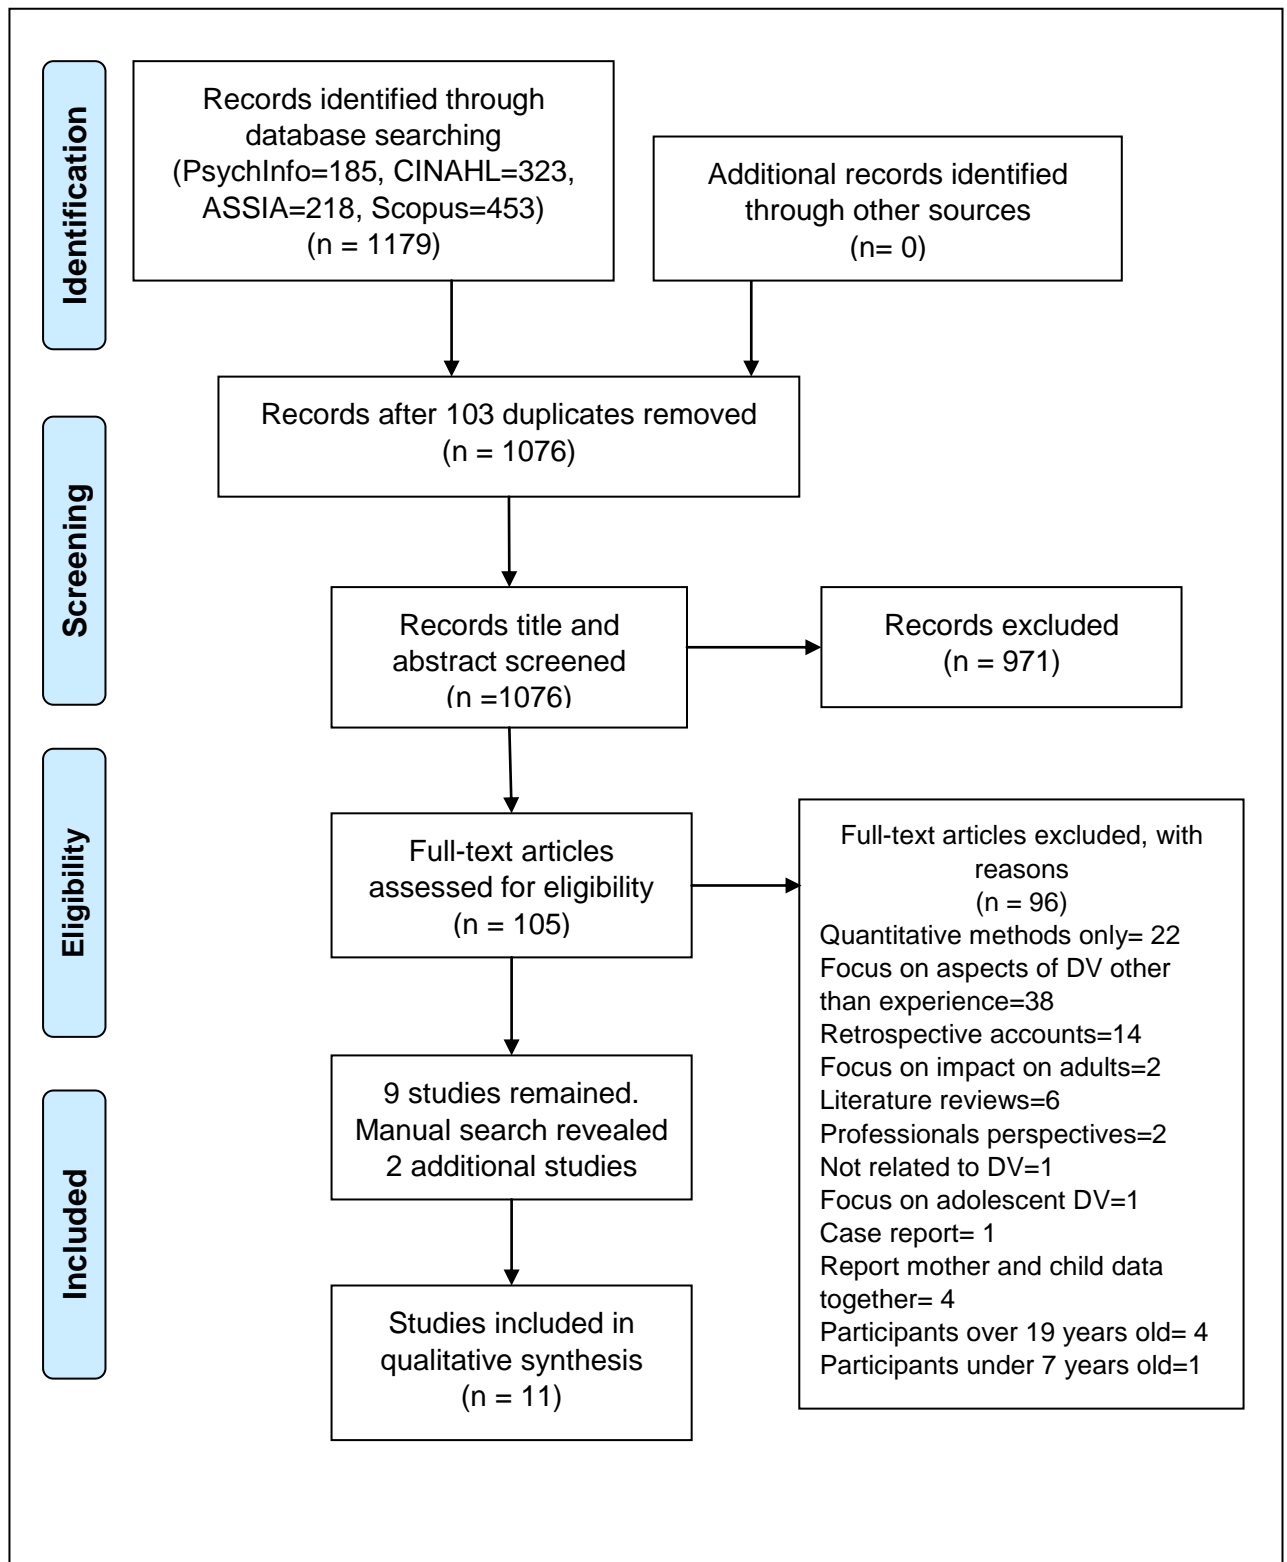 Identification
Records identified through
database searching
(PsychInfo=185, CINAHL=323,
ASSIA=218, Scopus=453)
(n = 1179)
Additional records identified
through other sources
(n= 0)
Screening
Records after 103 duplicates removed
(n = 1076)
Records title and
abstract screened
(n =1076)
Records excluded
(n = 971)
Eligibility
Full-text articles
assessed for eligibility
(n = 105)
Full-text articles excluded, with
reasons
(n = 96)
Quantitative methods only= 22
Focus on aspects of DV other
than experience=38
Retrospective accounts=14
Focus on impact on adults=2
Literature reviews=6
Professionals perspectives=2
Not related to DV=1
Focus on adolescent DV=1
Case report= 1
Report mother and child data
together= 4
Participants over 19 years old= 4
Participants under 7 years old=1
Included
9 studies remained.
Manual search revealed
2 additional studies
Studies included in
qualitative synthesis
(n = 11)